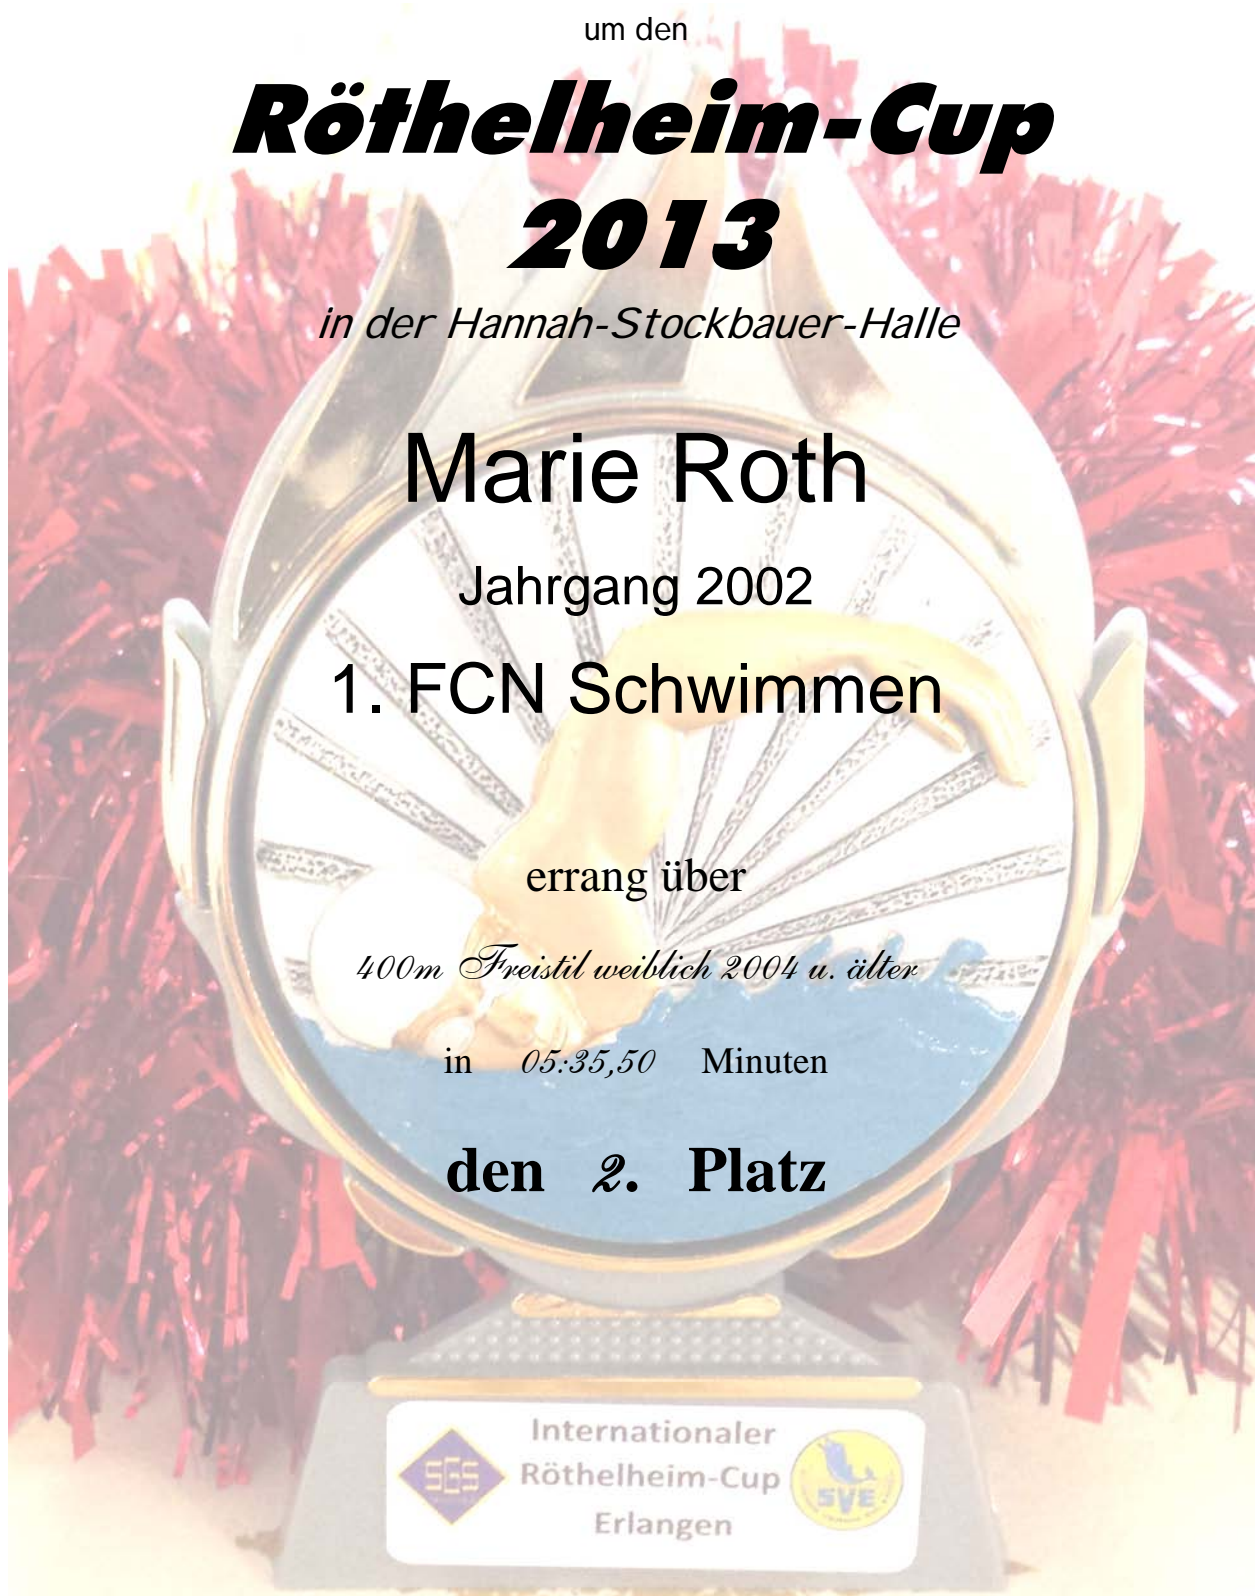 um den
Röthelheim-Cup
2013
in der Hannah-Stockbauer-Halle
Marie Roth
Jahrgang 2002
1. FCN Schwimmen
errang über
400m Freistil weiblich 2004 u. älter
in 05:35,50 Minuten
den 2. Platz
Internationaler
SGS Röthelheim-Cup SVE
Erlangen